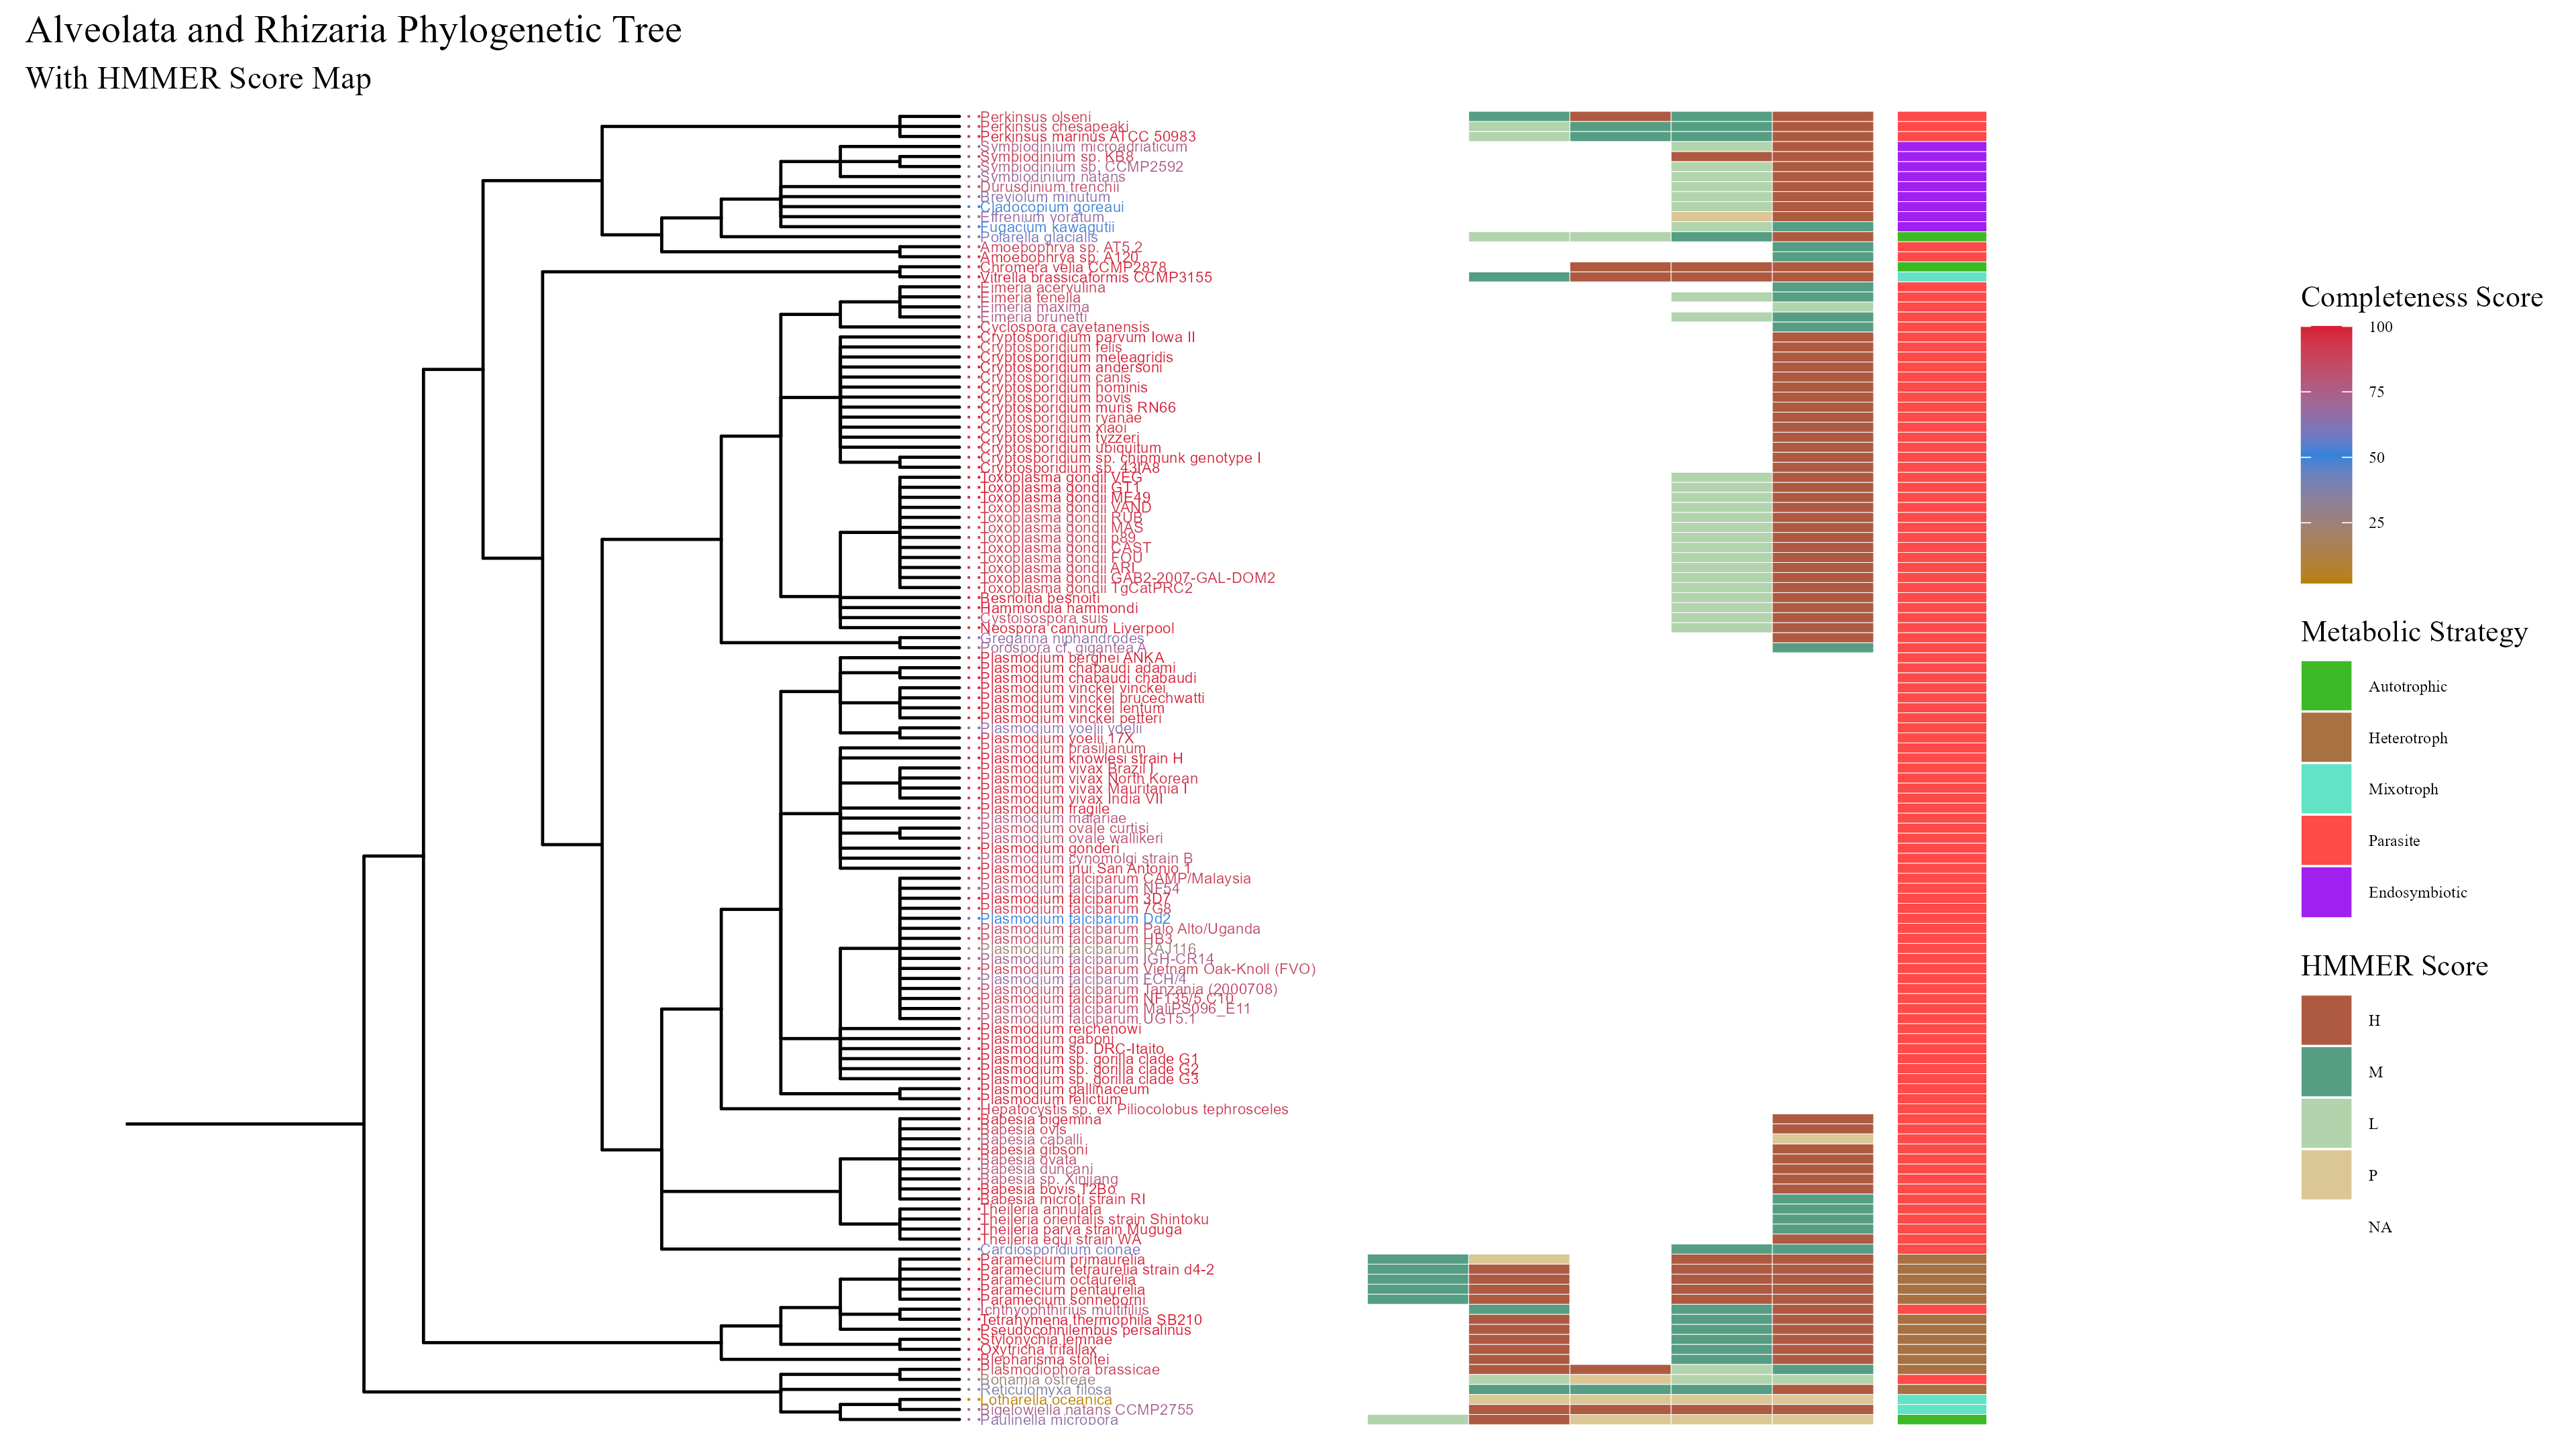 Alveolata and Rhizaria Phylogenetic Tree
With HMMER Score Map
Perkinsus olseni
Perkinsus chesapeaki
Perkinsus marinus ATCC 50983
Symbiodinium microadriaticum
Symbiodinium sp. KB8
Symbiodinium sp. CCMP2592
Symbiodinium natans
Durusdinium trenchii
Breviolum minutum
Cladocopium goreaui
Effrenium voratum
Fugacium kawagutii
Polarella glacialis
Amoebophrya sp. AT5.2
Amoebophrya sp. A120
Chromera velia CCMP2878
Vitrella brassicaformis CCMP3155
Eimeria acervulina
Eimeria tenella
Eimeria maxima
Eimeria brunetti
Cyclospora cayetanensis
Cryptosporidium parvum Iowa II
Cryptosporidium felis
Cryptosporidium meleagridis
Cryptosporidium andersoni
Cryptosporidium canis
Cryptosporidium hominis
Cryptosporidium bovis
Cryptosporidium muris RN66
Cryptosporidium ryanae
Cryptosporidium xiaoi
Cryptosporidium tyzzeri
Cryptosporidium ubiquitum
Cryptosporidium sp. chipmunk genotype I
Cryptosporidium sp. 43IA8
Toxoplasma gondii VEG
Toxoplasma gondii GT1
Toxoplasma gondii ME49
Toxoplasma gondii VAND
Toxoplasma gondii RUB
Toxoplasma gondii MAS
Toxoplasma gondii p89
Toxoplasma gondii CAST
Toxoplasma gondii FOU
Toxoplasma gondii ARI
Toxoplasma gondii GAB2-2007-GAL-DOM2
Toxoplasma gondii TgCatPRC2
Besnoitia besnoiti
Hammondia hammondi
Cystoisospora suis
Neospora caninum Liverpool
Gregarina niphandrodes
Porospora cf. gigantea A
Plasmodium berghei ANKA
Plasmodium chabaudi adami
Plasmodium chabaudi chabaudi
Plasmodium vinckei vinckei
Plasmodium vinckei brucechwatti
Plasmodium vinckei lentum
Plasmodium vinckei petteri
Plasmodium yoelii yoelii
Plasmodium yoelii 17X
Plasmodium brasilianum
Plasmodium knowlesi strain H
Plasmodium vivax Brazil I
Plasmodium vivax North Korean
Plasmodium vivax Mauritania I
Plasmodium vivax India VII
Plasmodium fragile
Plasmodium malariae
Plasmodium ovale curtisi
Plasmodium ovale wallikeri
Plasmodium gonderi
Plasmodium cynomolgi strain B
Plasmodium inui San Antonio 1
Plasmodium falciparum CAMP/Malaysia
Plasmodium falciparum NF54
Plasmodium falciparum 3D7
Plasmodium falciparum 7G8
Plasmodium falciparum Dd2
Plasmodium falciparum Palo Alto/Uganda
Plasmodium falciparum HB3
Plasmodium falciparum RAJ116
Plasmodium falciparum IGH-CR14
Plasmodium falciparum Vietnam Oak-Knoll (FVO)
Plasmodium falciparum FCH/4
Plasmodium falciparum Tanzania (2000708)
Plasmodium falciparum NF135/5.C10
Plasmodium falciparum MaliPS096_E11
Plasmodium falciparum UGT5.1
Plasmodium reichenowi
Plasmodium gaboni
Plasmodium sp. DRC-Itaito
Plasmodium sp. gorilla clade G1
Plasmodium sp. gorilla clade G2
Plasmodium sp. gorilla clade G3
Plasmodium gallinaceum
Plasmodium relictum
Hepatocystis sp. ex Piliocolobus tephrosceles
Babesia bigemina
Babesia ovis
Babesia caballi
Babesia gibsoni
Babesia ovata
Babesia duncani
Babesia sp. Xinjiang
Babesia bovis T2Bo
Babesia microti strain RI
Theileria annulata
Theileria orientalis strain Shintoku
Theileria parva strain Muguga
Theileria equi strain WA
Cardiosporidium cionae
Paramecium primaurelia
Paramecium tetraurelia strain d4-2
Paramecium octaurelia
Paramecium pentaurelia
Paramecium sonneborni
Ichthyophthirius multifiliis
Tetrahymena thermophila SB210
Pseudocohnilembus persalinus
Stylonychia lemnae
Oxytricha trifallax
Blepharisma stoltei
Plasmodiophora brassicae
Bonamia ostreae
Reticulomyxa filosa
Lotharella oceanica
Bigelowiella natans CCMP2755
Paulinella micropora
Completeness Score
100
75
50
25
Metabolic Strategy
Autotrophic
Heterotroph
Mixotroph
Parasite
Endosymbiotic
HMMER Score
H
M
L
P
NA